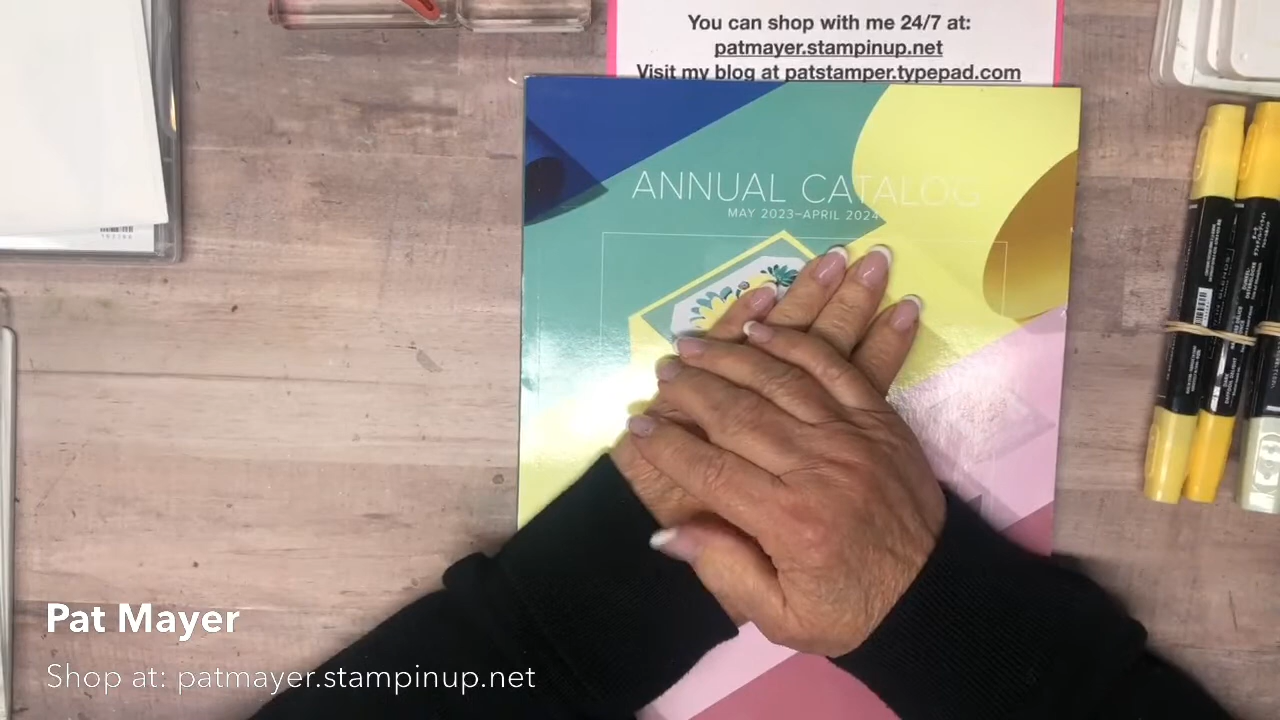 You can shop with me 24/7 at:
patmayer.stampinup.net
Visit my blog at patstamper.typepad.com
ANNUAL CATALOG
MAY 2023–APRIL 2024
Pat Mayer
Shop at: patmayer.stampinup.net